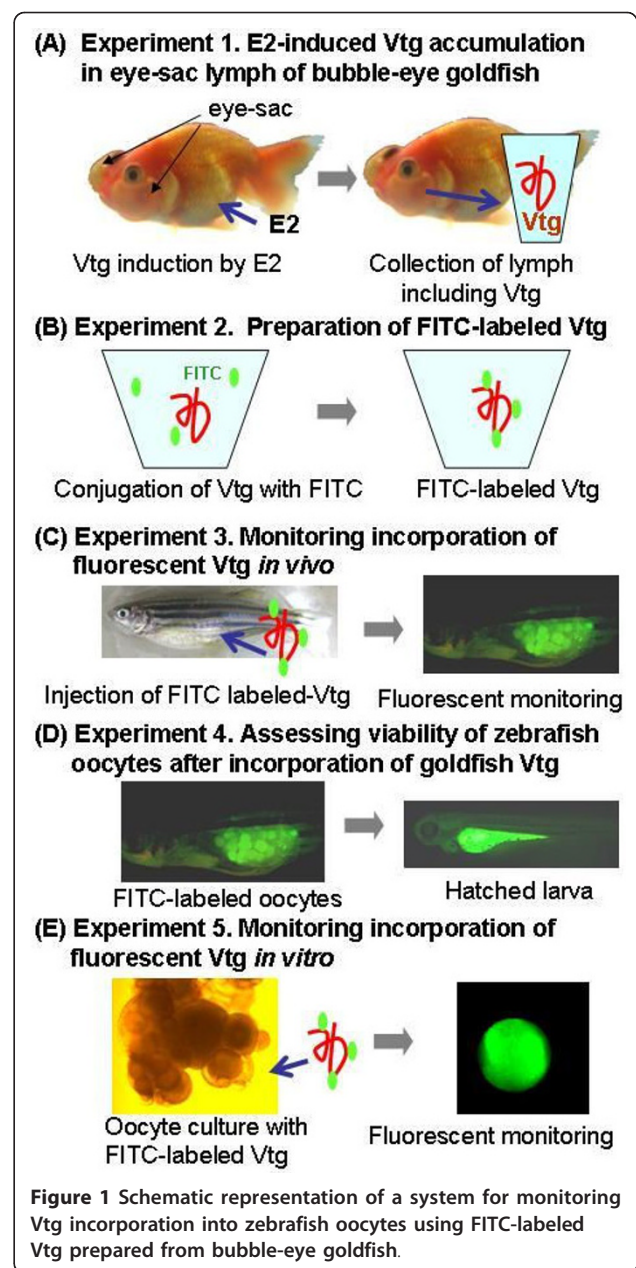 (A) Experiment 1. E2-induced Vtg accumulation
in eye-sac lymph of bubble-eye goldfish
eye-sac
E2
Vtg
Vtg induction by E2
Collection of lymph
including Vtg
(B) Experiment 2. Preparation of FITC-labeled Vtg
FITC
Conjugation of Vtg with FITC
FITC-labeled Vtg
(C) Experiment 3. Monitoring incorporation of
fluorescent Vtg in vivo
Injection of FITC labeled-Vtg
Fluorescent monitoring
(D) Experiment 4. Assessing viability of zebrafish
oocytes after incorporation of goldfish Vtg
FITC-labeled oocytes
Hatched larva
(E) Experiment 5. Monitoring incorporation of
fluorescent Vtg in vitro
Oocyte culture with
FITC-labeled Vtg
Fluorescent monitoring
Figure 1 Schematic representation of a system for monitoring
Vtg incorporation into zebrafish oocytes using FITC-labeled
Vtg prepared from bubble-eye goldfish.